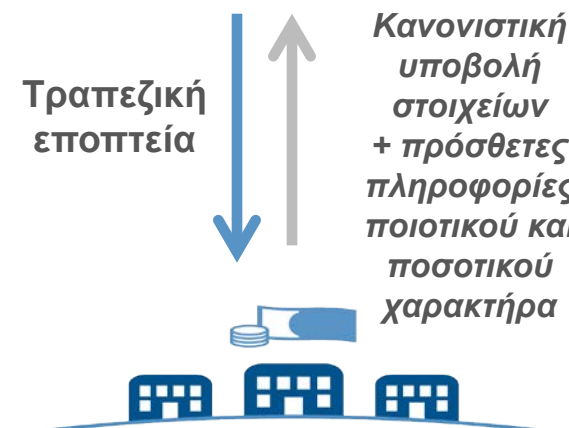 Τραπεζική
εποπτεία
Κανονιστική
υποβολή
στοιχείων
+ πρόσθετες
πληροφορίες
ποιοτικού και
ποσοτικού
χαρακτήρα